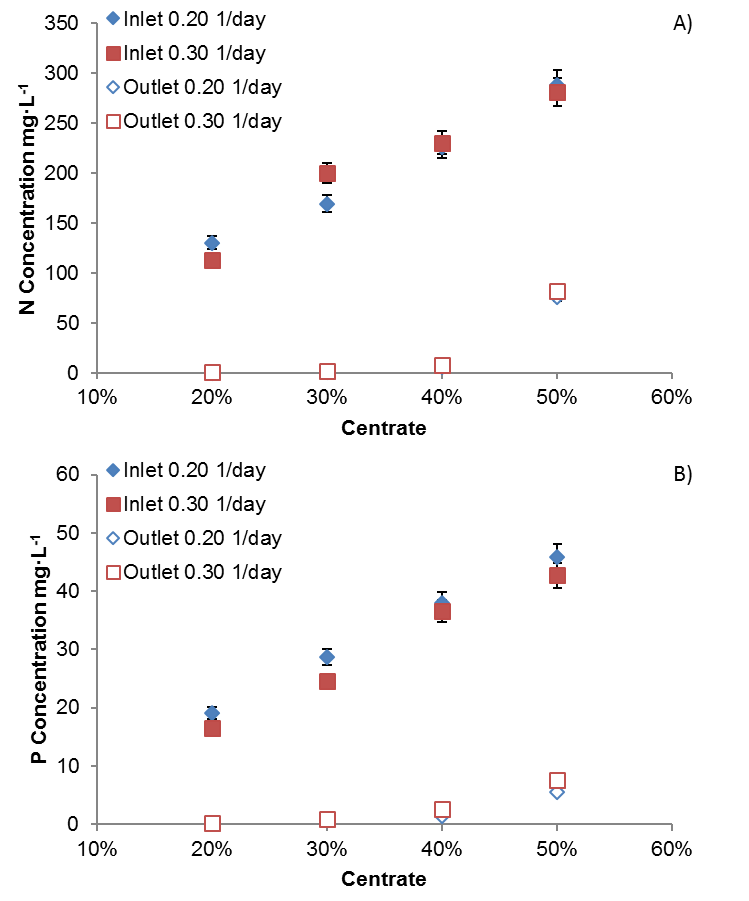 A)
350
300
250
200
150
100
50
0
N Concentration mg·L⁻¹
Inlet 0.20 1/day
Inlet 0.30 1/day
Outlet 0.20 1/day
Outlet 0.30 1/day
10% 20% 30% 40% 50% 60%
Centrate
B)
60
50
40
30
20
10
0
P Concentration mg·L⁻¹
Inlet 0.20 1/day
Inlet 0.30 1/day
Outlet 0.20 1/day
Outlet 0.30 1/day
10% 20% 30% 40% 50% 60%
Centrate